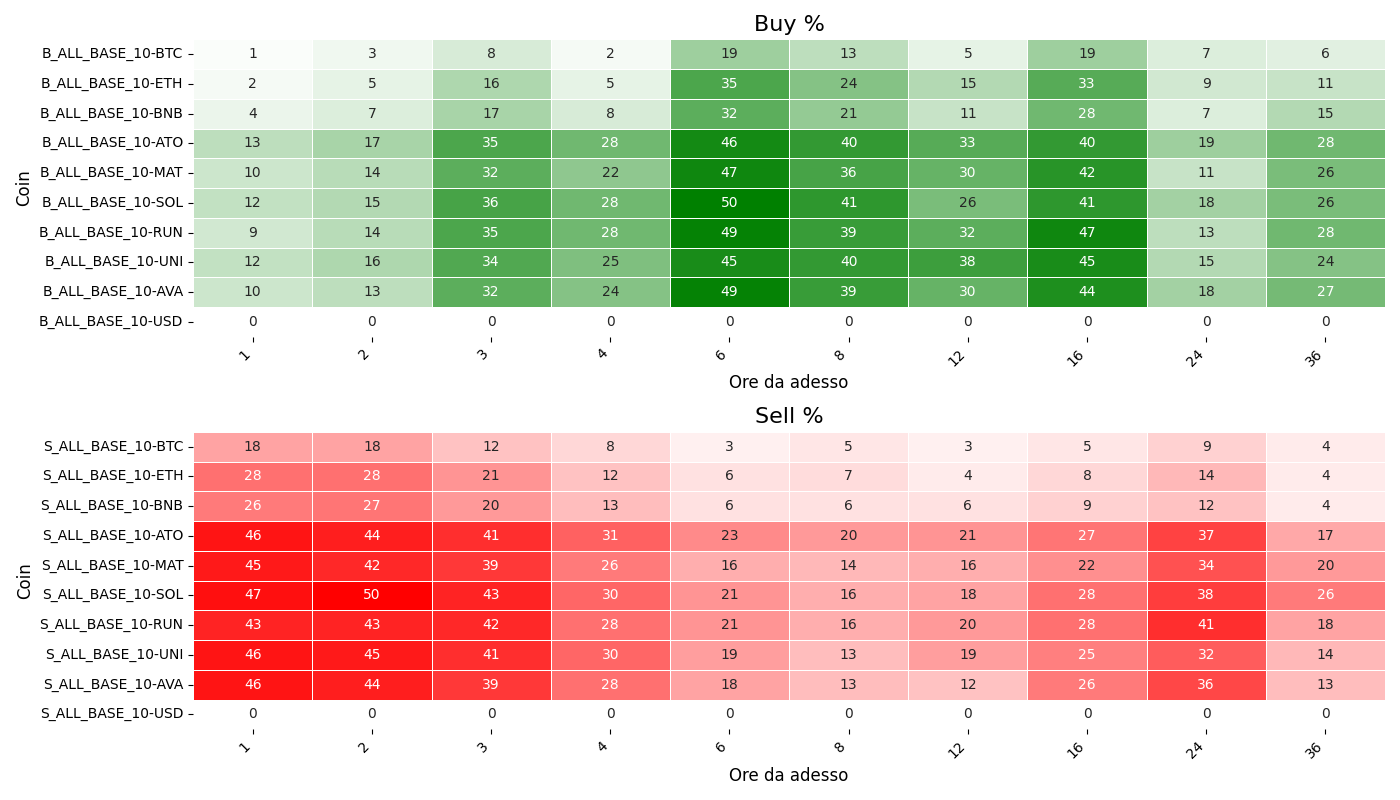 Buy %
Coin
B_ALL_BASE_10-BTC 1 3 8 2 19 13 5 19 7 6
B_ALL_BASE_10-ETH 2 5 16 5 35 24 15 33 9 11
B_ALL_BASE_10-BNB 4 7 17 8 32 21 11 28 7 15
B_ALL_BASE_10-ATO 13 17 35 28 46 40 33 40 19 28
B_ALL_BASE_10-MAT 10 14 32 22 47 36 30 42 11 26
B_ALL_BASE_10-SOL 12 15 36 28 50 41 26 41 18 26
B_ALL_BASE_10-RUN 9 14 35 28 49 39 32 47 13 28
B_ALL_BASE_10-UNI 12 16 34 25 45 40 38 45 15 24
B_ALL_BASE_10-AVA 10 13 32 24 49 39 30 44 18 27
B_ALL_BASE_10-USD 0 0 0 0 0 0 0 0 0 0
1 2 3 4 6 8 12 16 24 36
Ore da adesso
Sell %
Coin
S_ALL_BASE_10-BTC 18 18 12 8 3 5 3 5 9 4
S_ALL_BASE_10-ETH 28 28 21 12 6 7 4 8 14 4
S_ALL_BASE_10-BNB 26 27 20 13 6 6 6 9 12 4
S_ALL_BASE_10-ATO 46 44 41 31 23 20 21 27 37 17
S_ALL_BASE_10-MAT 45 42 39 26 16 14 16 22 34 20
S_ALL_BASE_10-SOL 47 50 43 30 21 16 18 28 38 26
S_ALL_BASE_10-RUN 43 43 42 28 21 16 20 28 41 18
S_ALL_BASE_10-UNI 46 45 41 30 19 13 19 25 32 14
S_ALL_BASE_10-AVA 46 44 39 28 18 13 12 26 36 13
S_ALL_BASE_10-USD 0 0 0 0 0 0 0 0 0 0
1 2 3 4 6 8 12 16 24 36
Ore da adesso